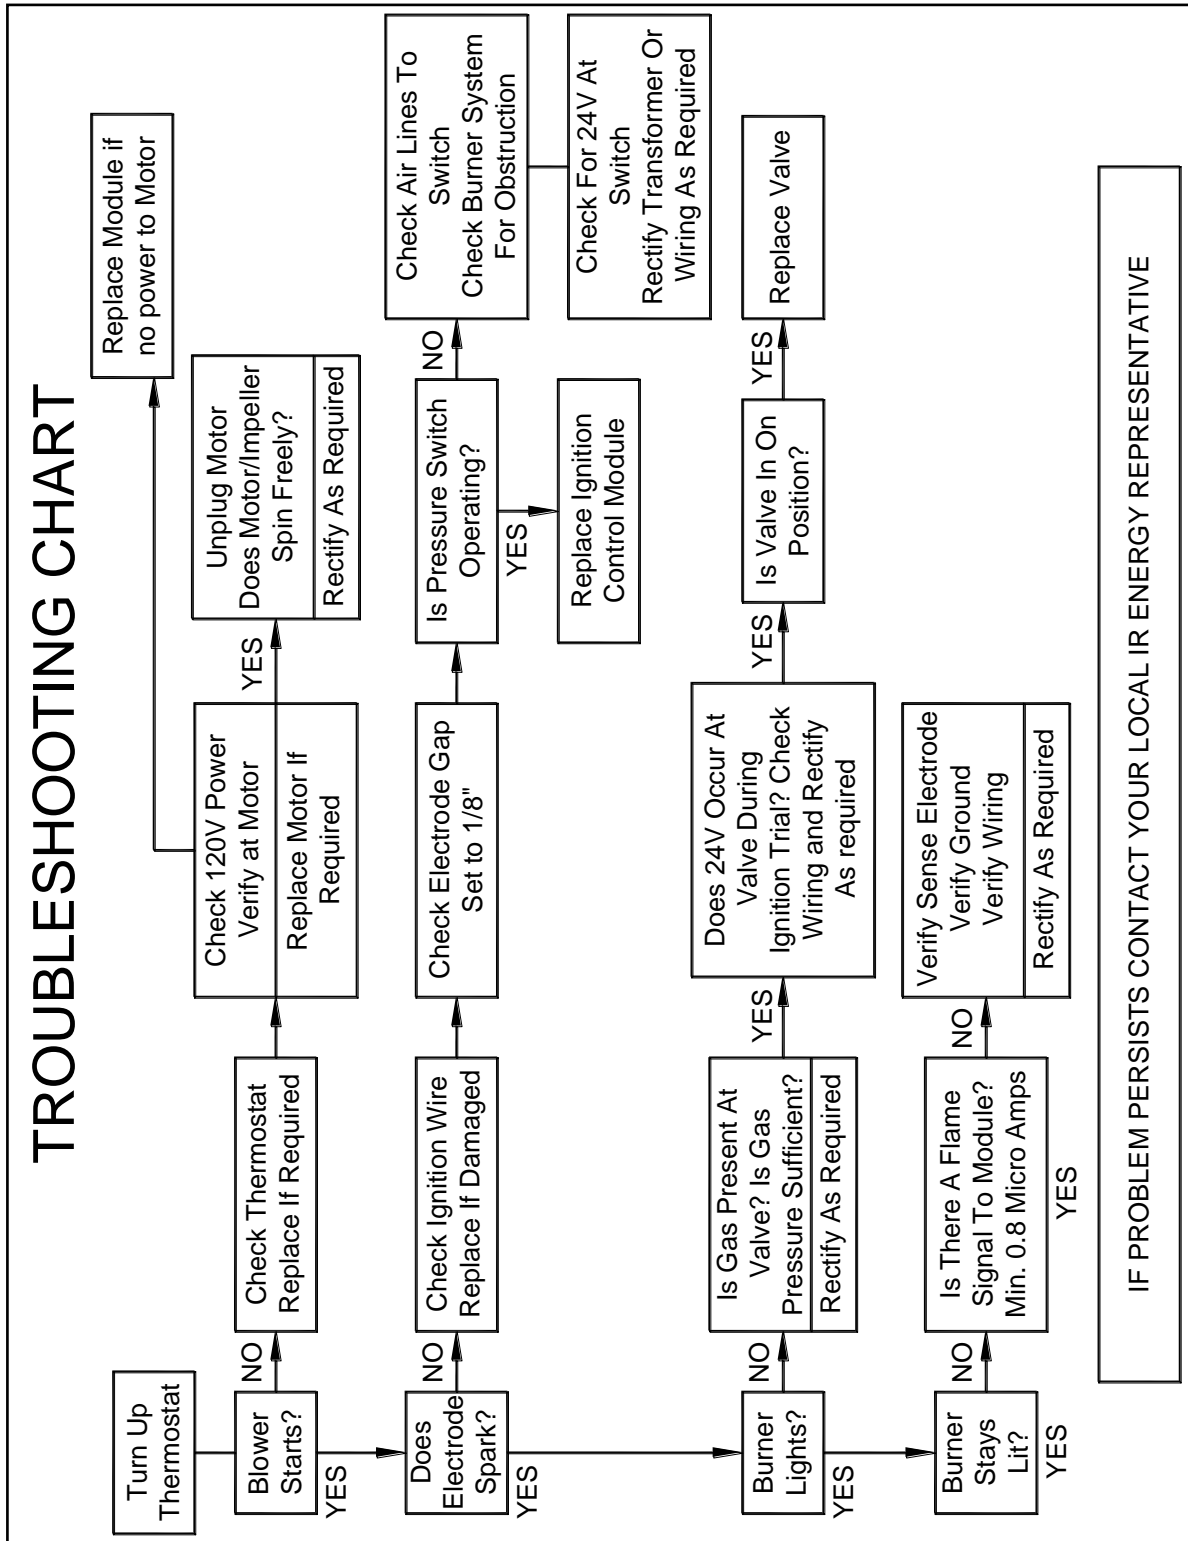 TROUBLESHOOTING CHART
Turn Up
Thermostat
Blower
Starts?
NO
YES
Check Thermostat
Replace If Required
Check 120V Power
Verify at Motor
Replace Motor If
Required
YES
Unplug Motor
Does Motor/Impeller
Spin Freely?
Rectify As Required
Replace Module if
no power to Motor
Does
Electrode
Spark?
NO
YES
Check Ignition Wire
Replace If Damaged
Check Electrode Gap
Set to 1/8"
Is Pressure Switch
Operating?
NO
YES
Check Air Lines To
Switch
Check Burner System
For Obstruction
Check For 24V At
Switch
Rectify Transformer Or
Wiring As Required
Replace Ignition
Control Module
Burner
Lights?
NO
YES
Is Gas Present At
Valve? Is Gas
Pressure Sufficient?
Rectify As Required
YES
Does 24V Occur At
Valve During
Ignition Trial? Check
Wiring and Rectify
As required
YES
Is Valve In On
Position?
YES
Replace Valve
Burner
Stays
Lit?
NO
YES
Is There A Flame
Signal To Module?
Min. 0.8 Micro Amps
NO
YES
Verify Sense Electrode
Verify Ground
Verify Wiring
Rectify As Required
IF PROBLEM PERSISTS CONTACT YOUR LOCAL IR ENERGY REPRESENTATIVE